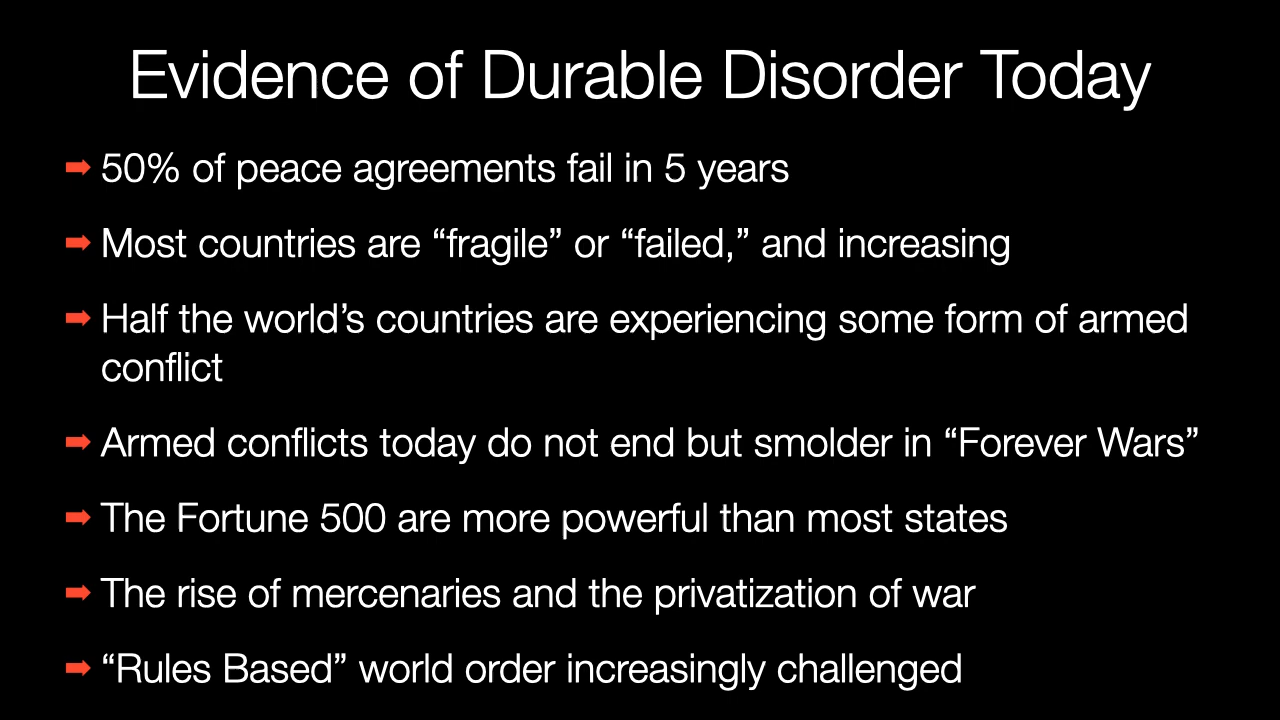 Evidence of Durable Disorder Today
➡ 50% of peace agreements fail in 5 years
➡ Most countries are “fragile” or “failed,” and increasing
➡ Half the world’s countries are experiencing some form of armed
conflict
➡ Armed conflicts today do not end but smolder in “Forever Wars”
➡ The Fortune 500 are more powerful than most states
➡ The rise of mercenaries and the privatization of war
➡ “Rules Based” world order increasingly challenged